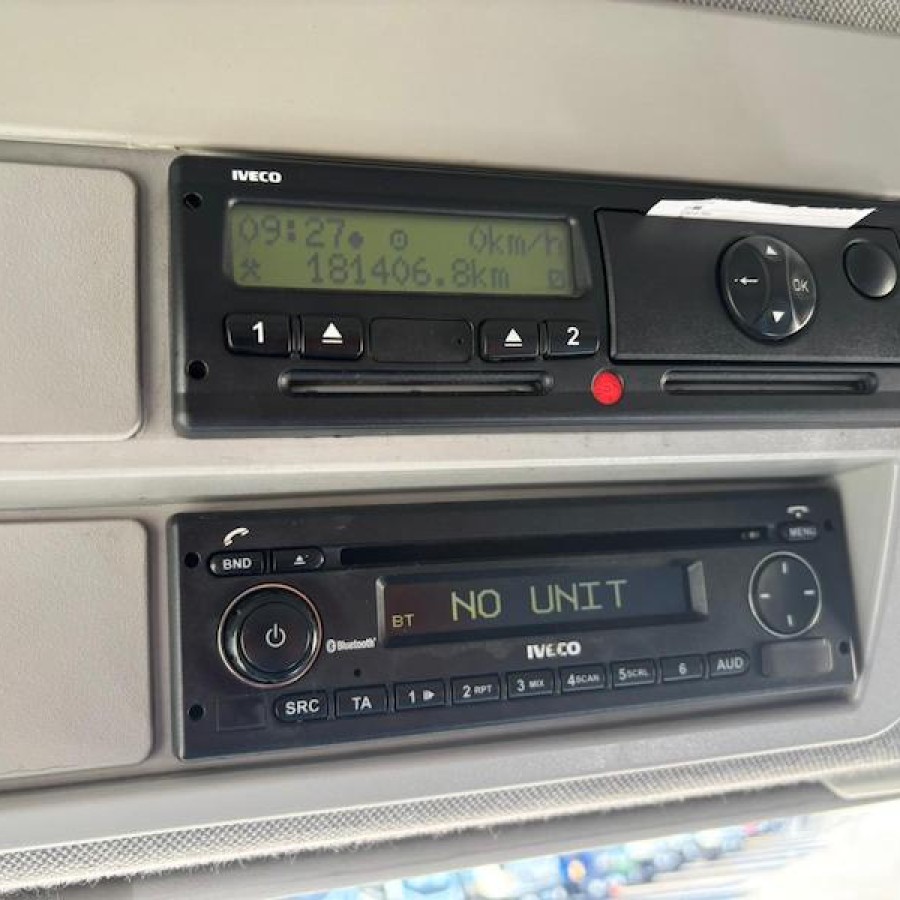 IVECO
09:27 0km/h
181406.8km
OK
1 2
BND
MENU
NO UNIT
BT
Bluetooth
IVECO
SRC TA 1 2 RPT 3 MIX 4 SCAN 5 SCRL 6 AUD